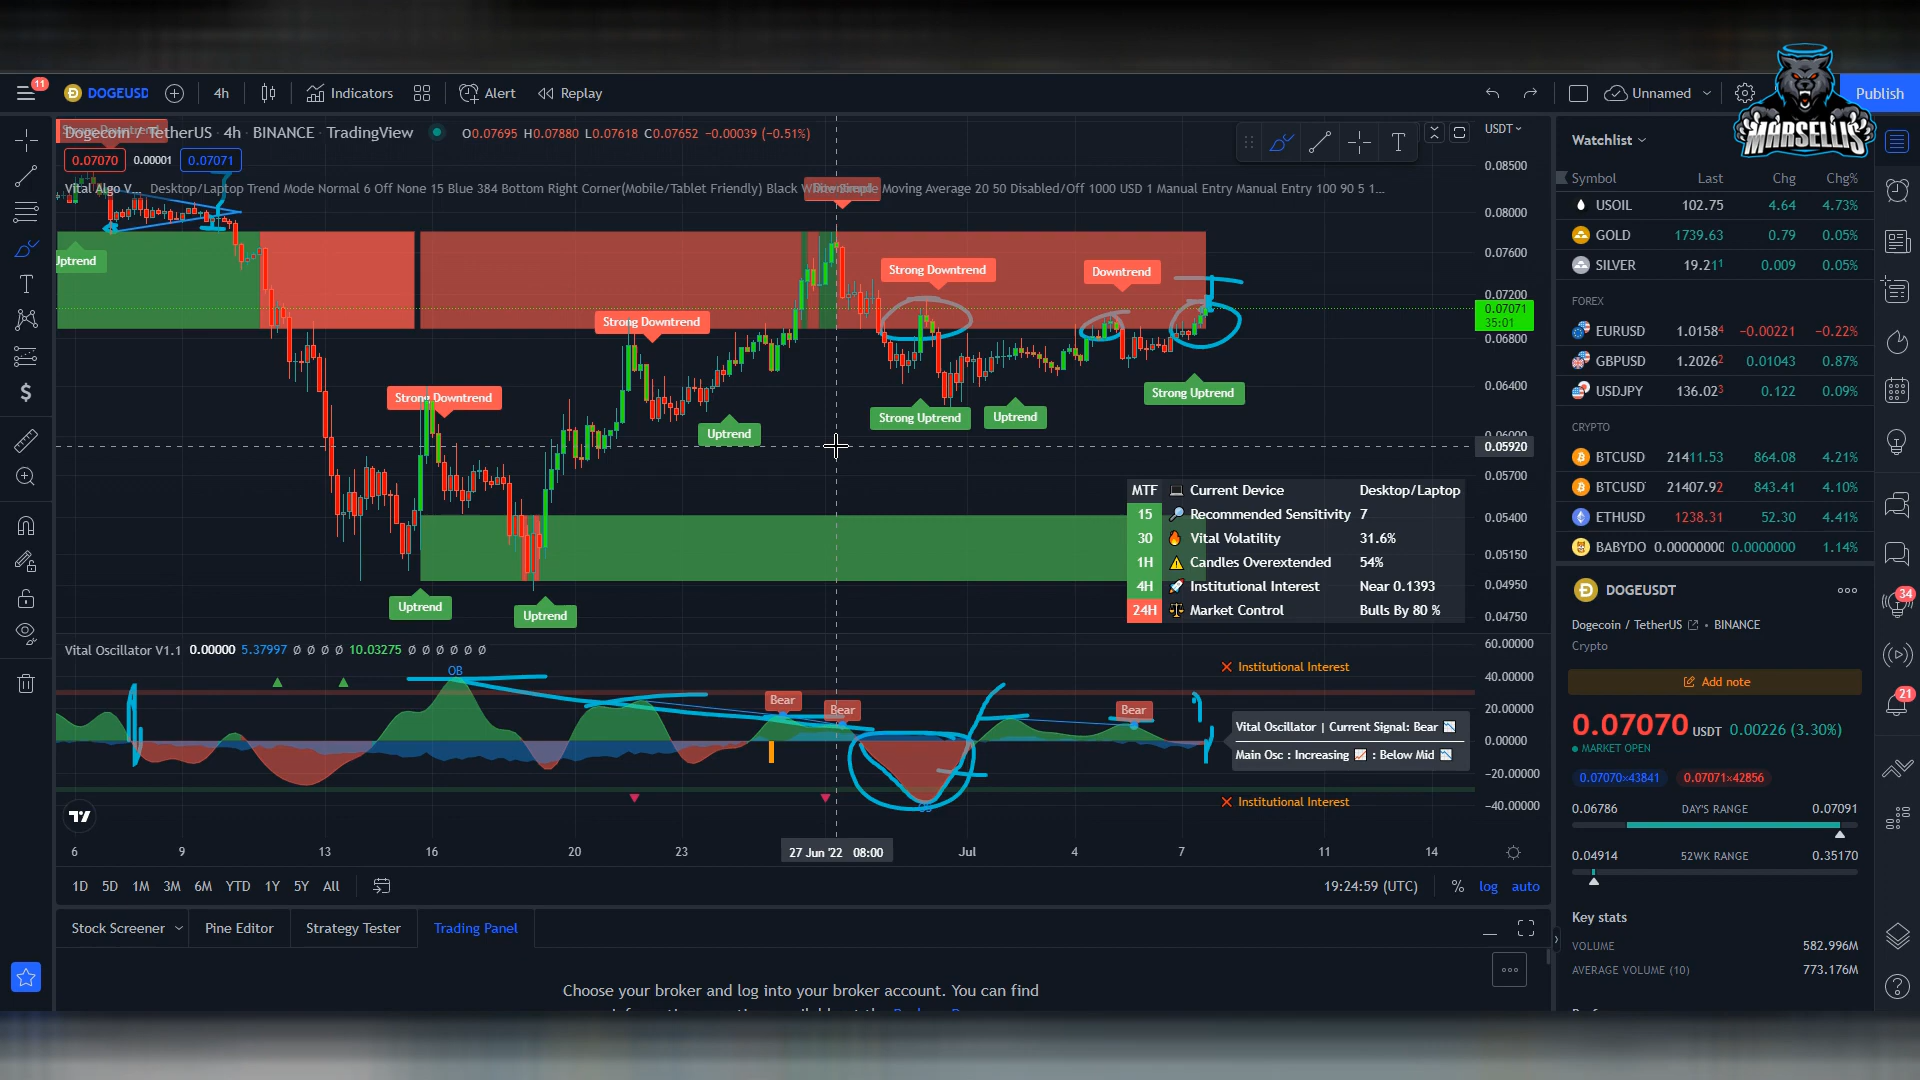 11
DOGEUSD
4h
Indicators
Alert
Replay
Unnamed
Publish
MARSELLIS
Dogecoin / TetherUS · 4h · BINANCE · TradingView
O0.07695 H0.07880 L0.07618 C0.07652 −0.00039 (−0.51%)
0.07070
0.00001
0.07071
Vital Algo V... Desktop/Laptop Trend Mode Normal 6 Off None 15 Blue 384 Bottom Right Corner(Mobile/Tablet Friendly) Black White Simple Moving Average 20 50 Disabled/Off 1000 USD 1 Manual Entry Manual Entry 100 90 5 1...
USDT
0.08500
0.08000
0.07600
0.07200
0.07071
35:01
0.06800
0.06400
0.06000
0.05920
0.05700
0.05400
0.05150
0.04950
0.04750
Uptrend
Strong Downtrend
Strong Downtrend
Strong Downtrend
Downtrend
Uptrend
Strong Uptrend
Uptrend
Strong Uptrend
Uptrend
Uptrend
MTF
Current Device
Desktop/Laptop
15
Recommended Sensitivity
7
30
Vital Volatility
31.6%
1H
Candles Overextended
54%
4H
Institutional Interest
Near 0.1393
24H
Market Control
Bulls By 80 %
Vital Oscillator V1.1 0.00000 5.37997 ø ø ø ø 10.03275 ø ø ø ø ø ø
OB
Bear
Bear
Bear
Institutional Interest
Vital Oscillator | Current Signal: Bear
Main Osc : Increasing : Below Mid
Institutional Interest
60.00000
40.00000
20.00000
0.00000
−20.00000
−40.00000
6
9
13
16
20
23
27 Jun '22 08:00
Jul
4
7
11
14
1D
5D
1M
3M
6M
YTD
1Y
5Y
All
19:24:59 (UTC)
%
log
auto
Stock Screener
Pine Editor
Strategy Tester
Trading Panel
Choose your broker and log into your broker account. You can find
Watchlist
Symbol
Last
Chg
Chg%
USOIL 102.75 4.64 4.73%
GOLD 1739.63 0.79 0.05%
SILVER 19.211 0.009 0.05%
FOREX
EURUSD 1.01584 −0.00221 −0.22%
GBPUSD 1.20262 0.01043 0.87%
USDJPY 136.023 0.122 0.09%
CRYPTO
BTCUSD 21411.53 864.08 4.21%
BTCUSD 21407.92 843.41 4.10%
ETHUSD 1238.31 52.30 4.41%
BABYDO 0.00000000 0.0000000 1.14%
DOGEUSDT
Dogecoin / TetherUS • BINANCE
Crypto
Add note
0.07070 USDT 0.00226 (3.30%)
MARKET OPEN
0.07070×43841
0.07071×42856
0.06786
DAY'S RANGE
0.07091
0.04914
52WK RANGE
0.35170
Key stats
VOLUME
582.996M
AVERAGE VOLUME (10)
773.176M
34
21